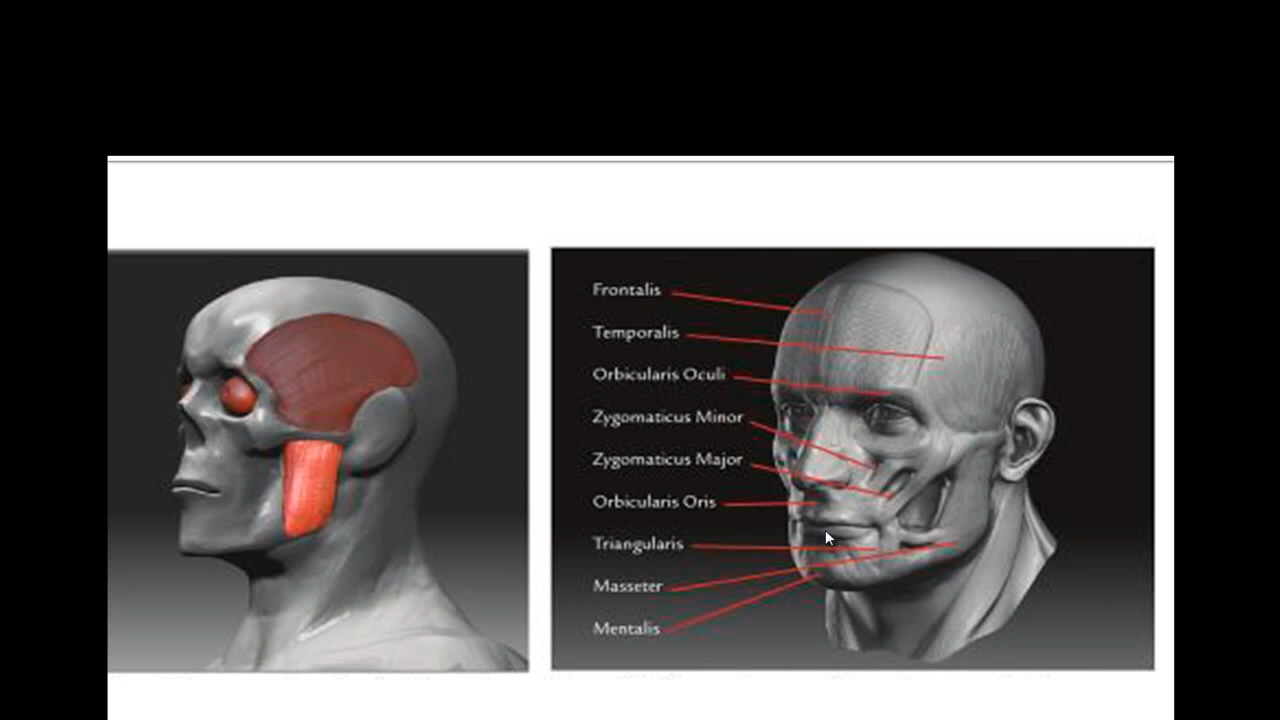 Frontalis
Temporalis
Orbicularis Oculi
Zygomaticus Minor
Zygomaticus Major
Orbicularis Oris
Triangularis
Masseter
Mentalis